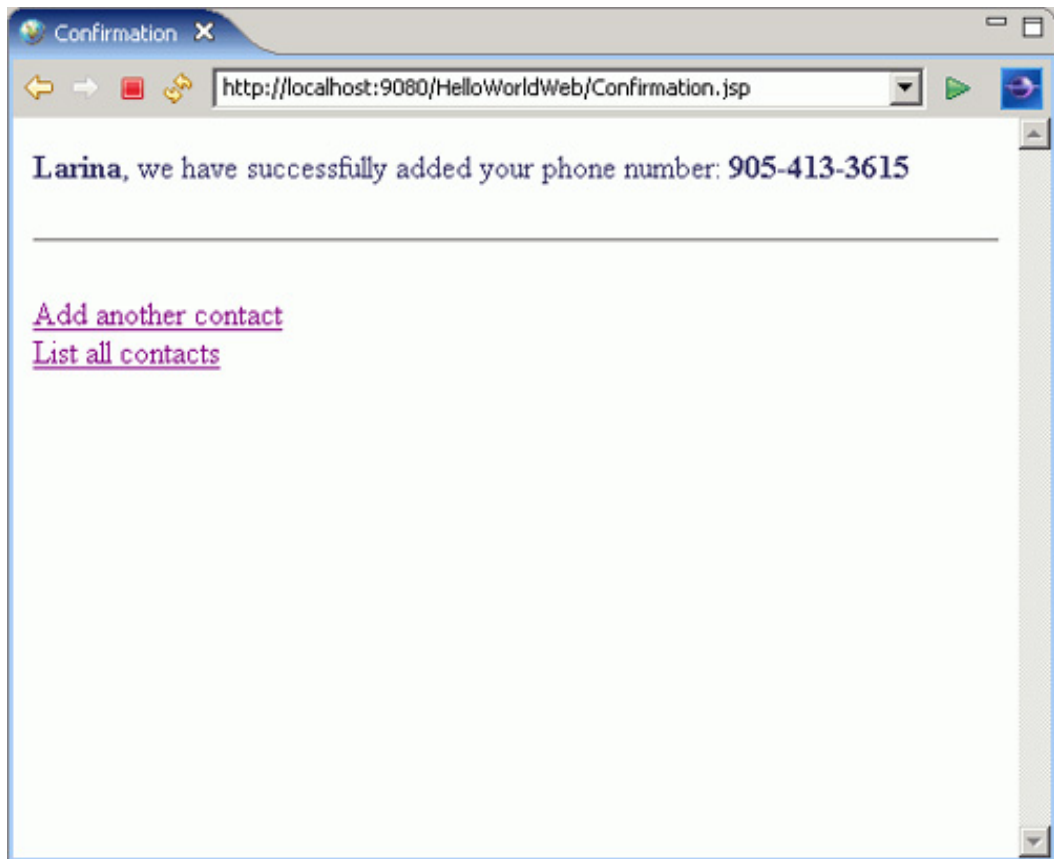 Confirmation
http://localhost:9080/HelloWorldWeb/Confirmation.jsp
Larina, we have successfully added your phone number: 905-413-3615
Add another contact
List all contacts